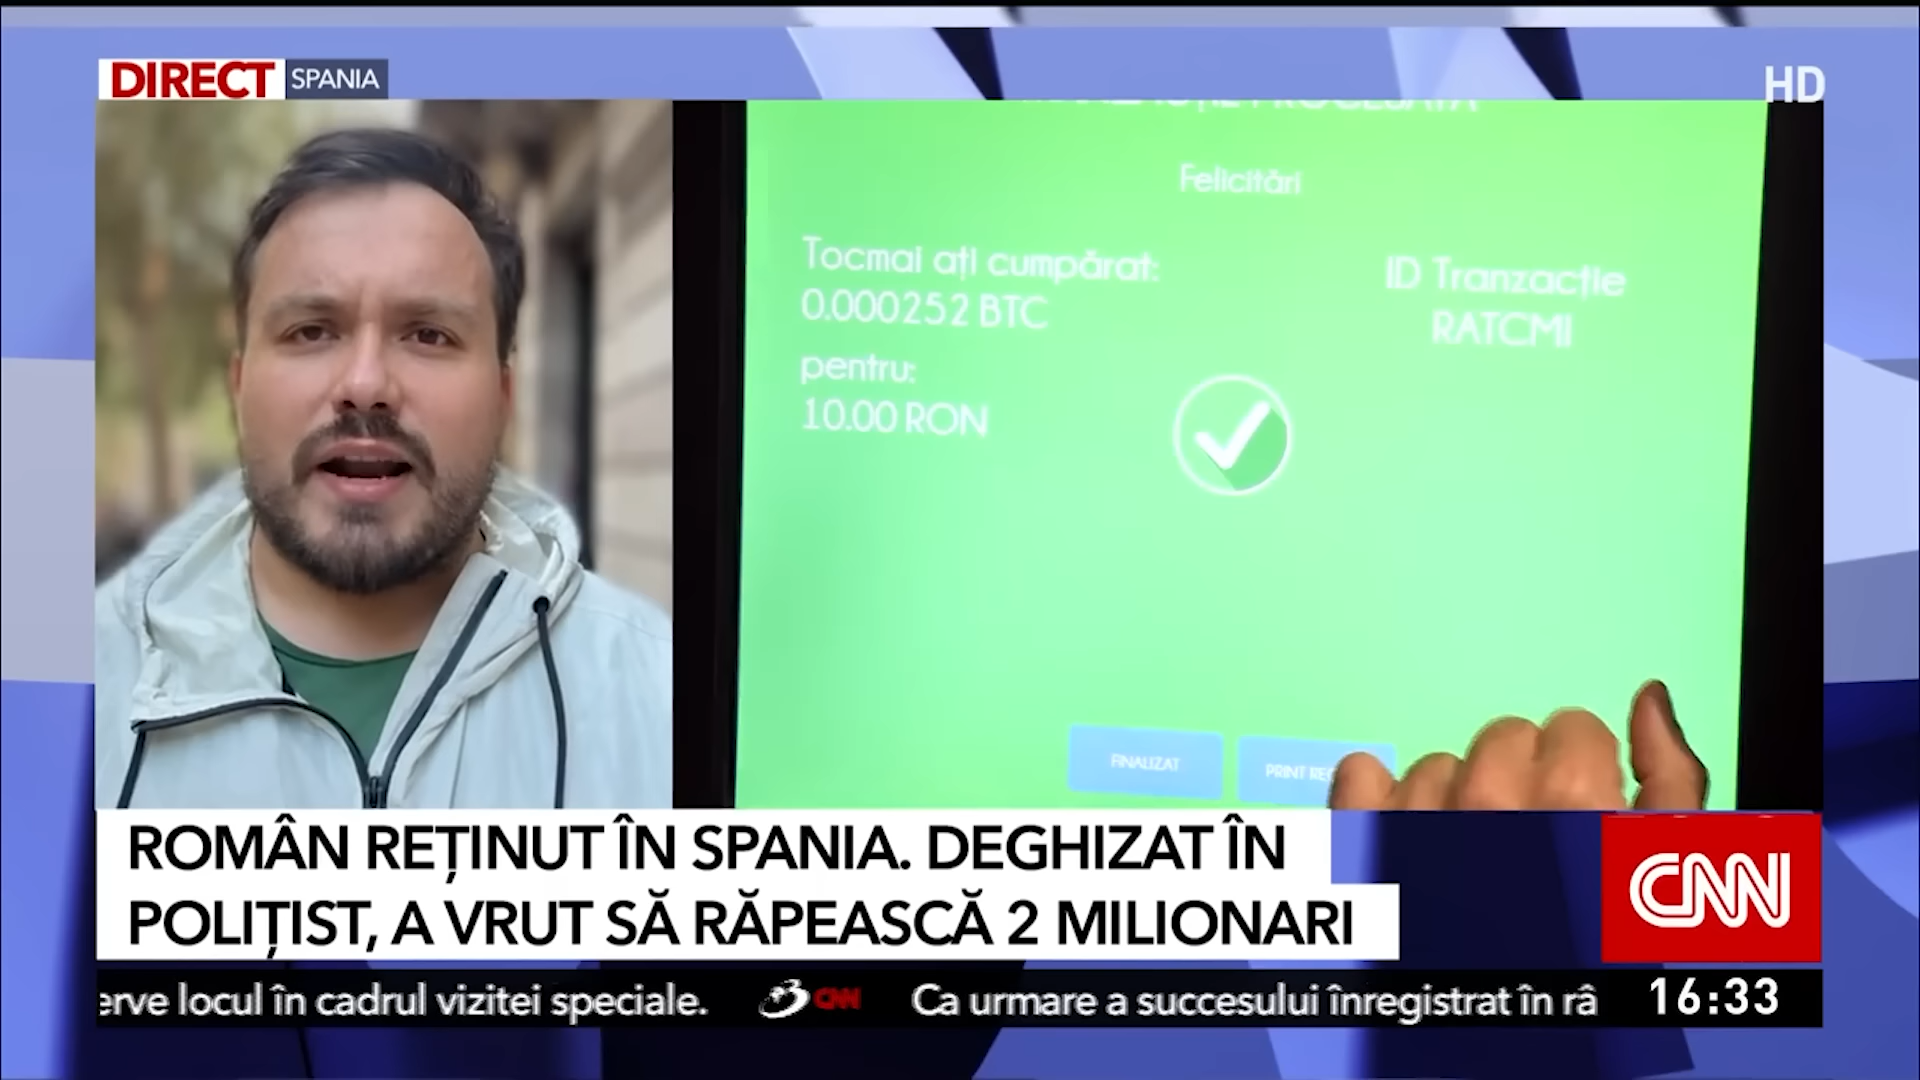 DIRECT SPANIA
HD
Felicitări
Tocmai ați cumpărat:
0.000252 BTC
pentru:
10.00 RON
ID Tranzacție
RATCMI
FINALIZAT
PRINT
ROMÂN REȚINUT ÎN SPANIA. DEGHIZAT ÎN
POLIȚIST, A VRUT SĂ RĂPEASCĂ 2 MILIONARI
CNN
erve locul în cadrul vizitei speciale. CNN Ca urmare a succesului înregistrat în râ
16:33